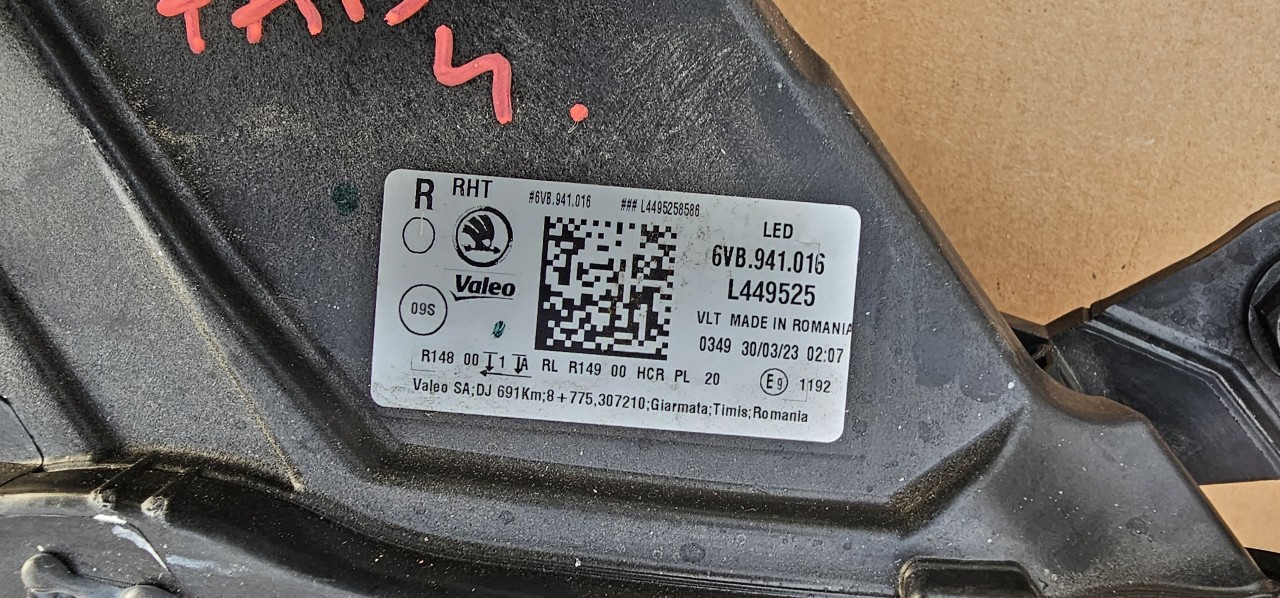 R RHT #6VB.941.016 ### L4495258586
LED
6VB.941.016
Valeo
L449525
09S
VLT MADE IN ROMANIA
0349 30/03/23 02:07
R148 00 1 A RL R149 00 HCR PL 20 E9 1192
Valeo SA;DJ 691Km;8+775,307210;Giarmata;Timis;Romania